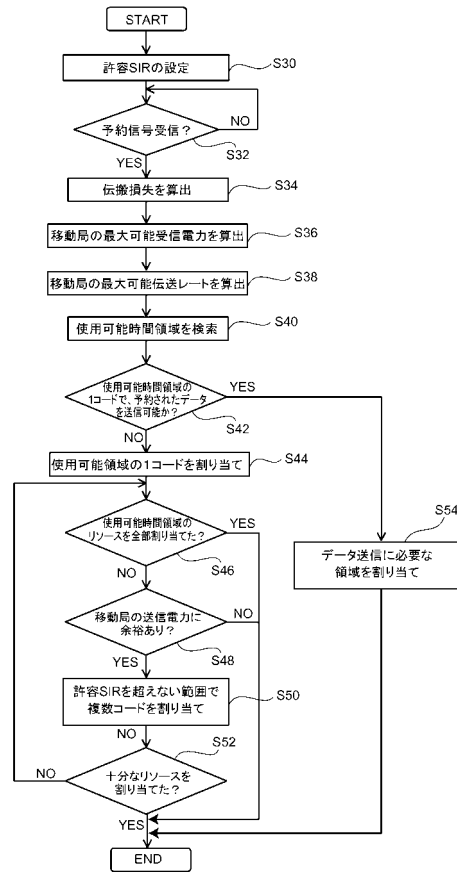 START
許容SIRの設定
S30
予約信号受信？
NO
S32
YES
伝搬損失を算出
S34
移動局の最大可能受信電力を算出
S36
移動局の最大可能伝送レートを算出
S38
使用可能時間領域を検索
S40
使用可能時間領域の
1コードで、予約されたデータ
を送信可能か？
YES
S42
NO
使用可能領域の1コードを割り当て
S44
使用可能時間領域の
リソースを全部割り当てた？
YES
S46
NO
データ送信に必要な
領域を割り当て
S54
移動局の送信電力に
余裕あり？
NO
S48
YES
許容SIRを超えない範囲で
複数コードを割り当て
S50
NO
S52
十分なリソースを
割り当てた？
NO
YES
END